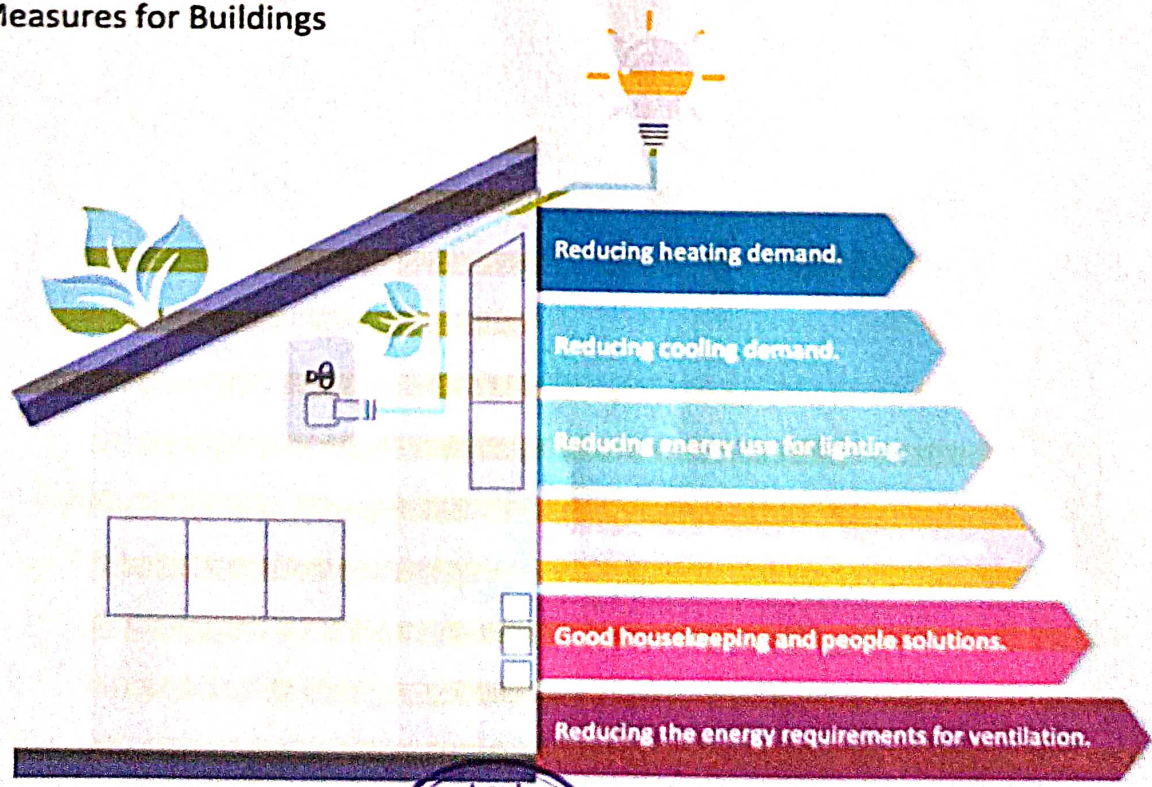 Measures for Buildings
Reducing heating demand.
Reducing cooling demand.
Reducing energy use for lighting.
Good housekeeping and people solutions.
Reducing the energy requirements for ventilation.